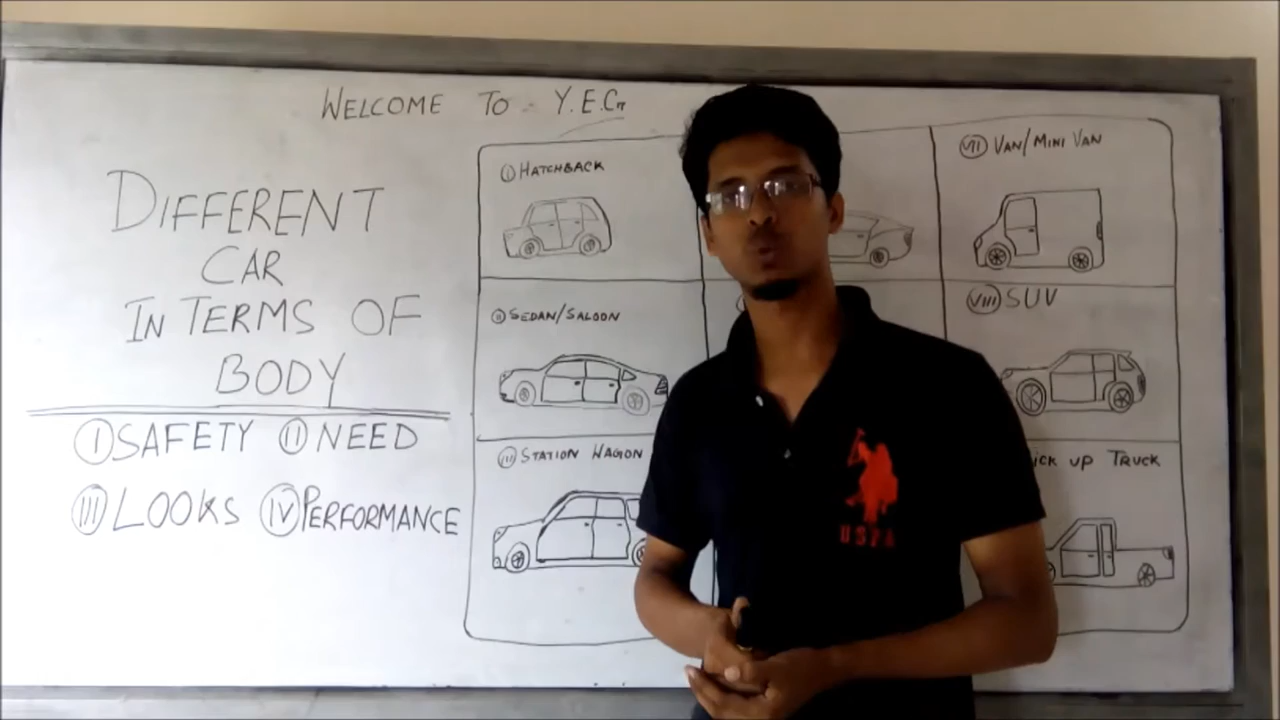 WELCOME TO Y.E.G
DIFFERENT
CAR
IN TERMS OF
BODY
I SAFETY II NEED
III LOOKS IV PERFORMANCE
I HATCHBACK
II SEDAN/SALOON
III STATION WAGON
VII VAN/MINI VAN
VIII SUV
ICK UP TRUCK
USPA